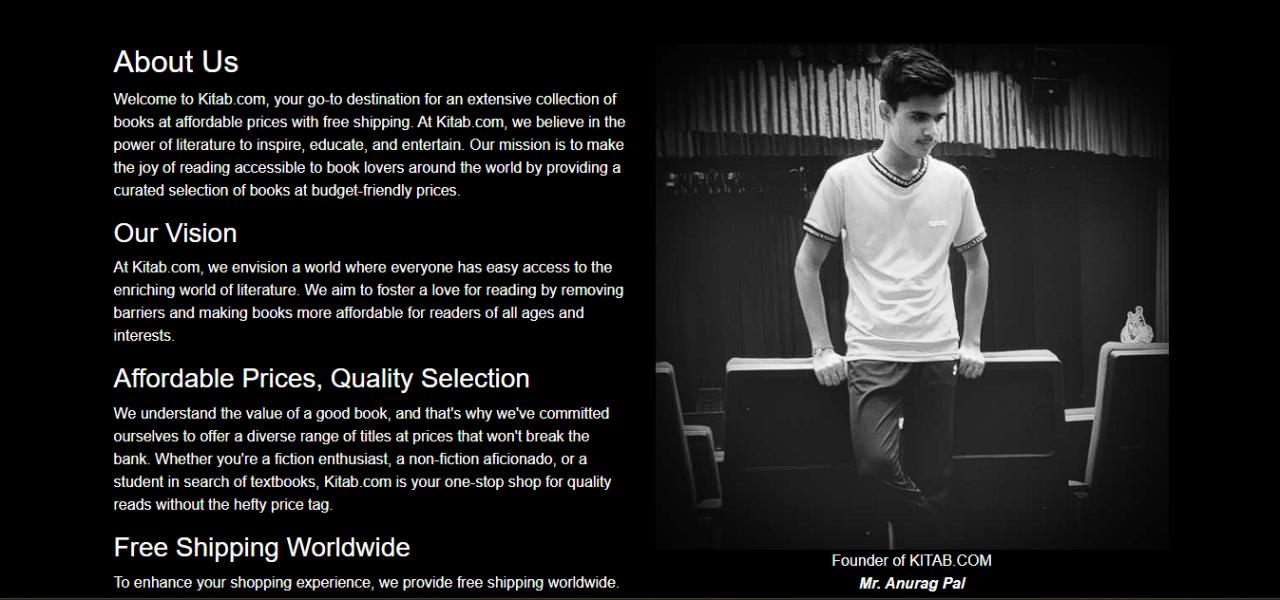 About Us
Welcome to Kitab.com, your go-to destination for an extensive collection of
books at affordable prices with free shipping. At Kitab.com, we believe in the
power of literature to inspire, educate, and entertain. Our mission is to make
the joy of reading accessible to book lovers around the world by providing a
curated selection of books at budget-friendly prices.
Our Vision
At Kitab.com, we envision a world where everyone has easy access to the
enriching world of literature. We aim to foster a love for reading by removing
barriers and making books more affordable for readers of all ages and
interests.
Affordable Prices, Quality Selection
We understand the value of a good book, and that's why we've committed
ourselves to offer a diverse range of titles at prices that won't break the
bank. Whether you're a fiction enthusiast, a non-fiction aficionado, or a
student in search of textbooks, Kitab.com is your one-stop shop for quality
reads without the hefty price tag.
Free Shipping Worldwide
To enhance your shopping experience, we provide free shipping worldwide.
Founder of KITAB.COM
Mr. Anurag Pal